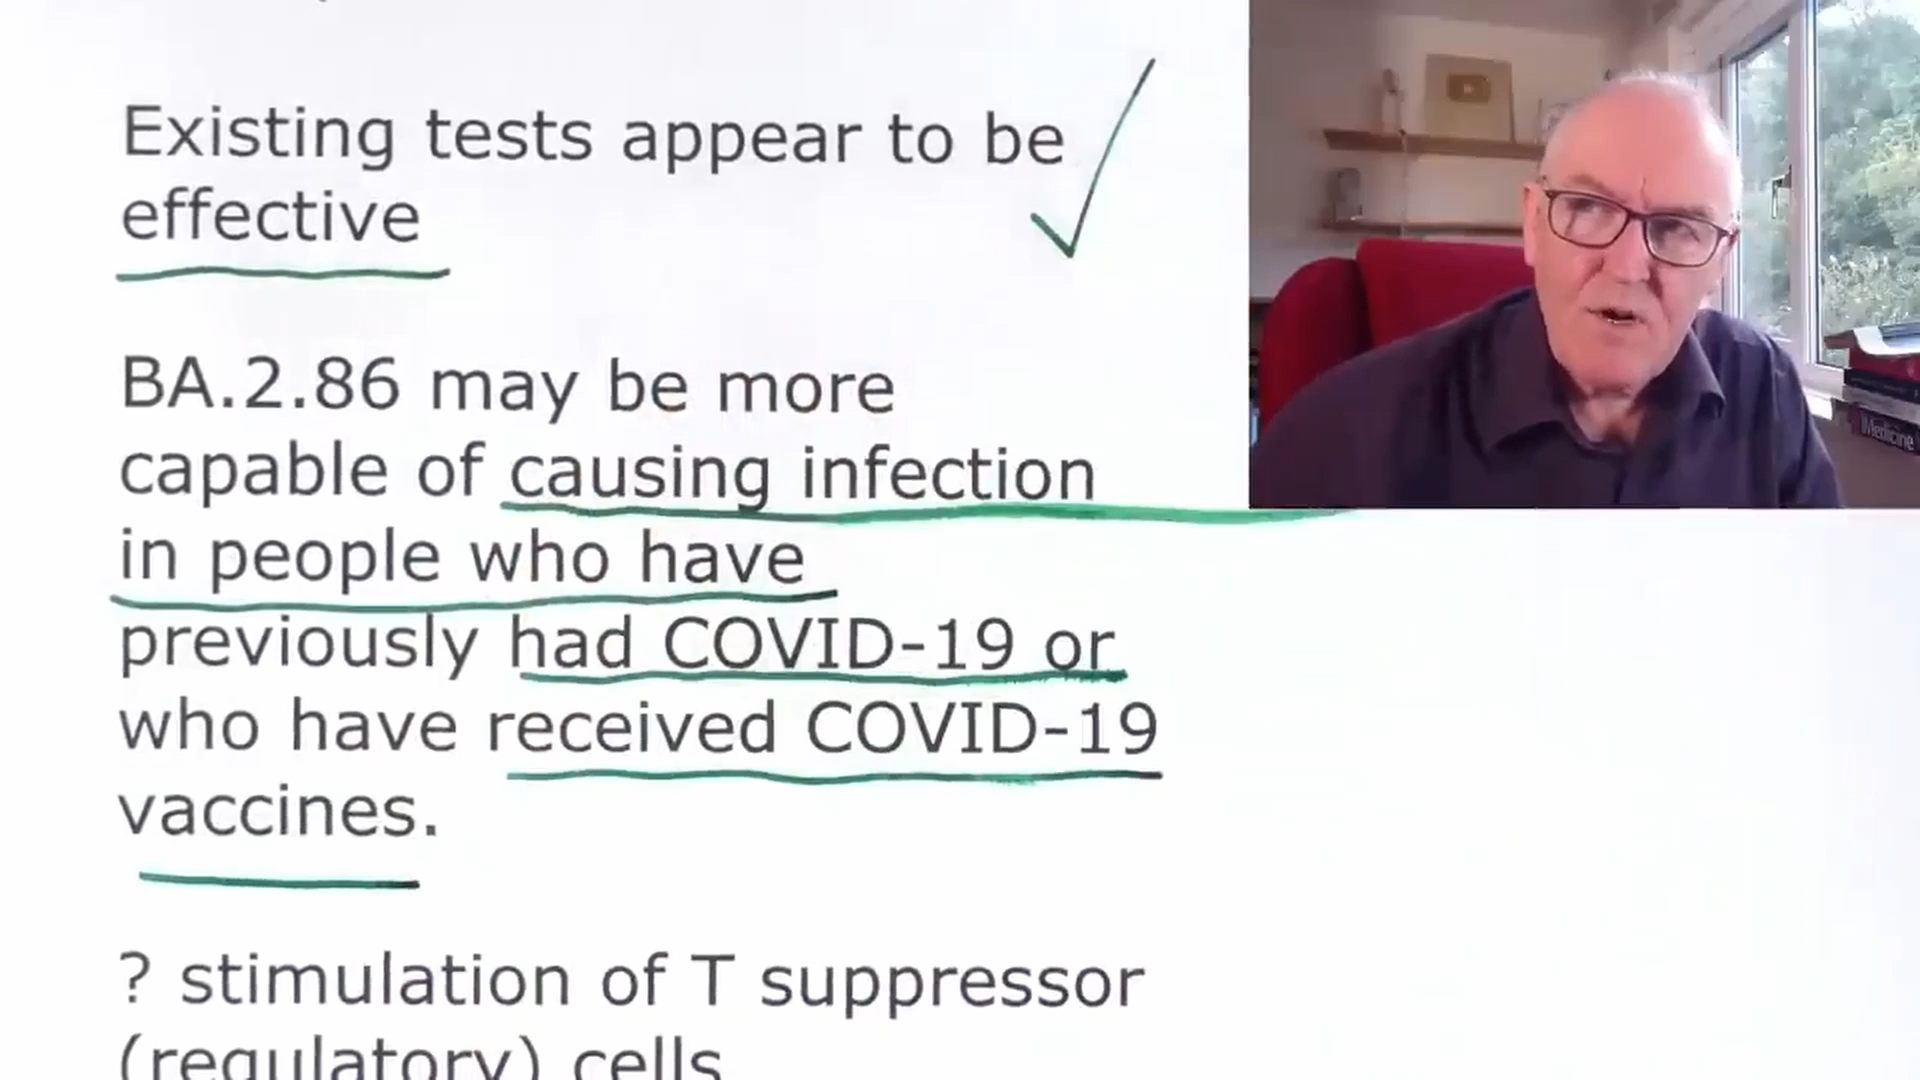 Existing tests appear to be
effective
BA.2.86 may be more
capable of causing infection
in people who have
previously had COVID-19 or
who have received COVID-19
vaccines.
? stimulation of T suppressor
(regulatory) cells
Medicine